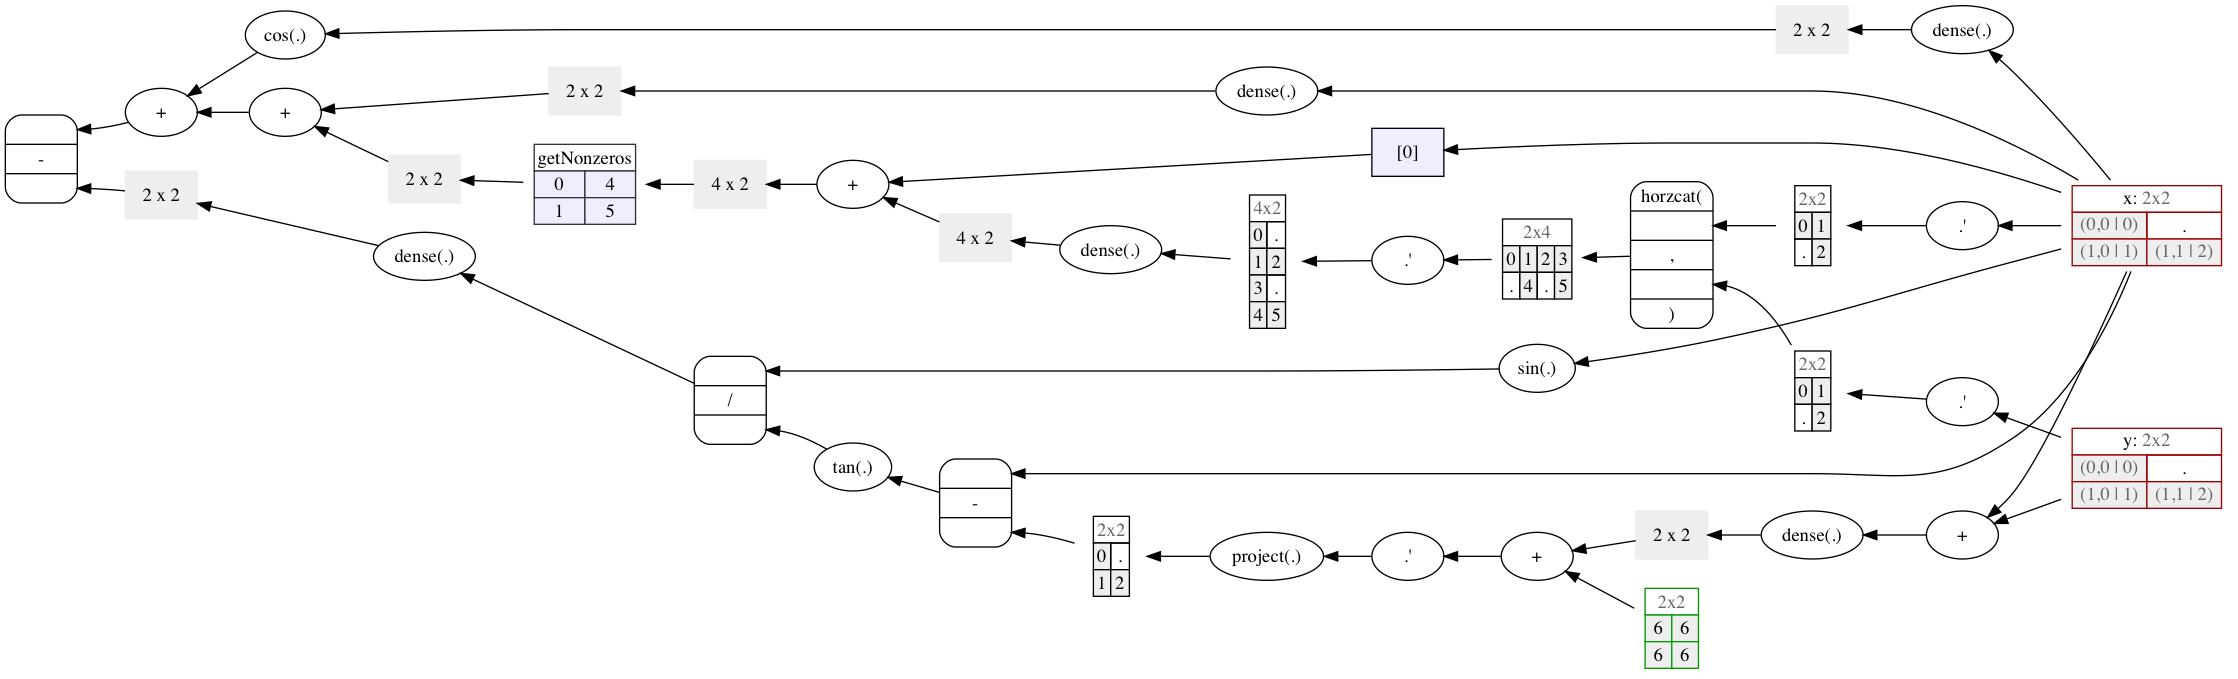 cos(.)
2 x 2
dense(.)
+
+
2 x 2
dense(.)
-
2 x 2
2 x 2
getNonzeros
0 4
1 5
4 x 2
+
[0]
4 x 2
dense(.)
4x2
0 .
1 2
3 .
4 5
.'
2x4
0 1 2 3
. 4 . 5
horzcat(
,
)
2x2
0 1
. 2
.'
x: 2x2
(0,0 | 0) .
(1,0 | 1) (1,1 | 2)
dense(.)
/
sin(.)
2x2
0 1
. 2
.'
y: 2x2
(0,0 | 0) .
(1,0 | 1) (1,1 | 2)
tan(.)
-
2x2
0 .
1 2
project(.)
.'
+
2 x 2
dense(.)
+
2x2
6 6
6 6